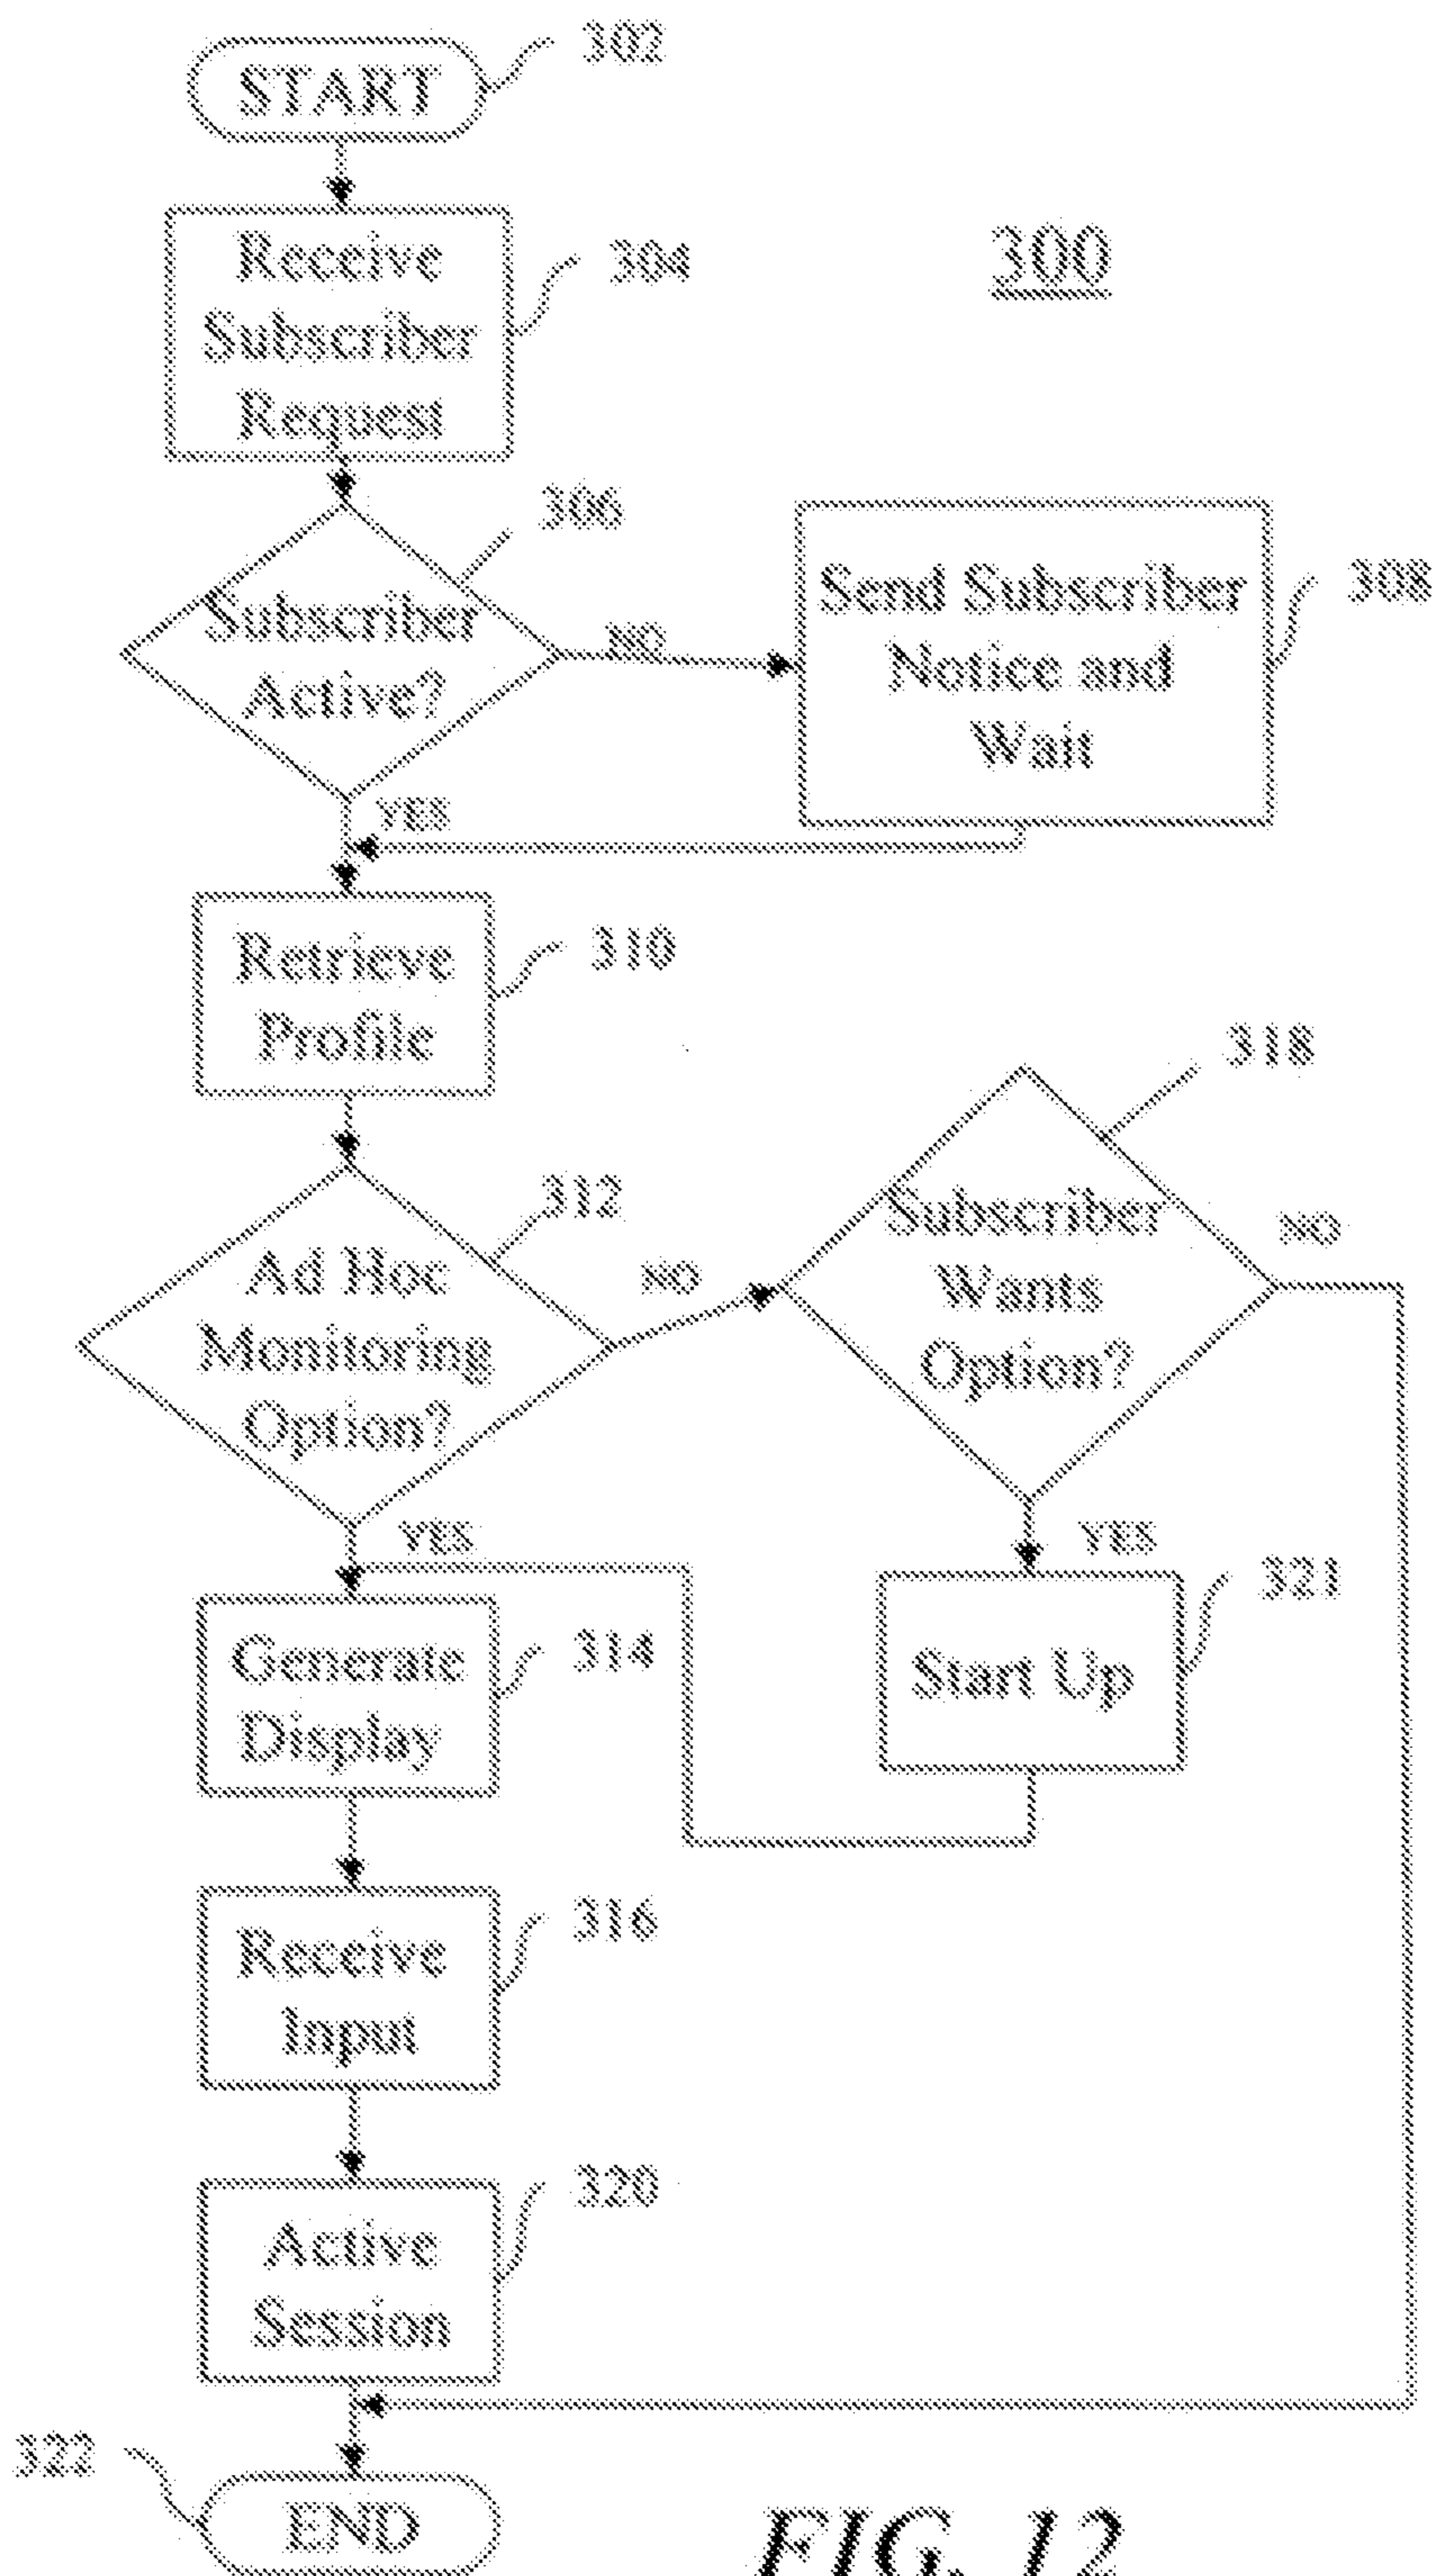 START
302
Receive
Subscriber
Request
304
300
Subscriber
Active?
306
NO
YES
Send Subscriber
Notice and
Wait
308
Retrieve
Profile
310
Ad Hoc
Monitoring
Option?
312
NO
YES
Subscriber
Wants
Option?
318
NO
YES
Start Up
321
Generate
Display
314
Receive
Input
316
Active
Session
320
END
322
FIG. 12